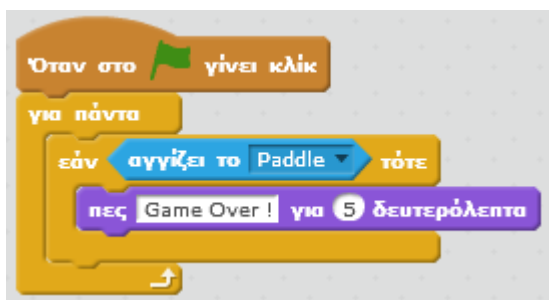 Όταν στο γίνει κλικ
για πάντα
εάν αγγίζει το Paddle τότε
πες Game Over ! για 5 δευτερόλεπτα